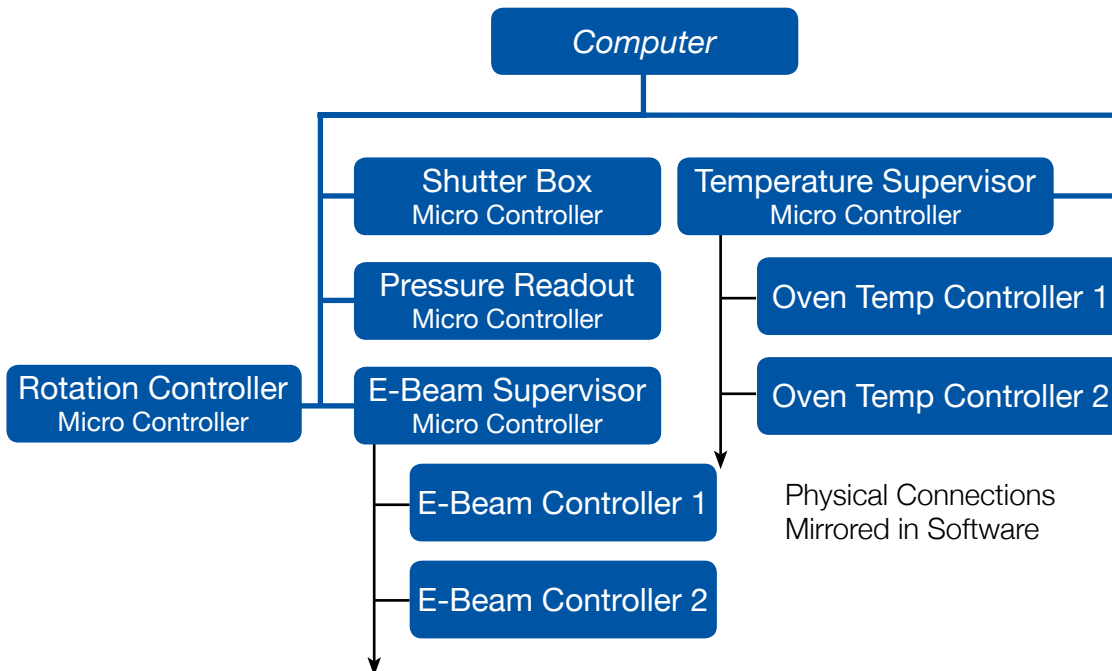 Computer
Shutter Box
Micro Controller
Temperature Supervisor
Micro Controller
Pressure Readout
Micro Controller
Oven Temp Controller 1
Rotation Controller
Micro Controller
E-Beam Supervisor
Micro Controller
Oven Temp Controller 2
E-Beam Controller 1
Physical Connections
Mirrored in Software
E-Beam Controller 2